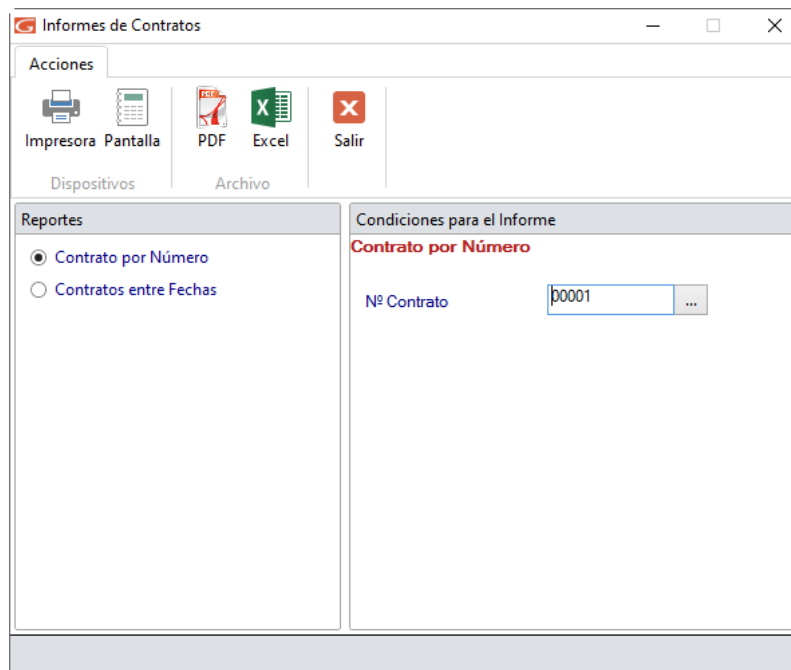 Informes de Contratos
Acciones
Impresora Pantalla PDF Excel Salir
Dispositivos Archivo
Reportes
Contrato por Número
Contratos entre Fechas
Condiciones para el Informe
Contrato por Número
Nº Contrato 00001 ...